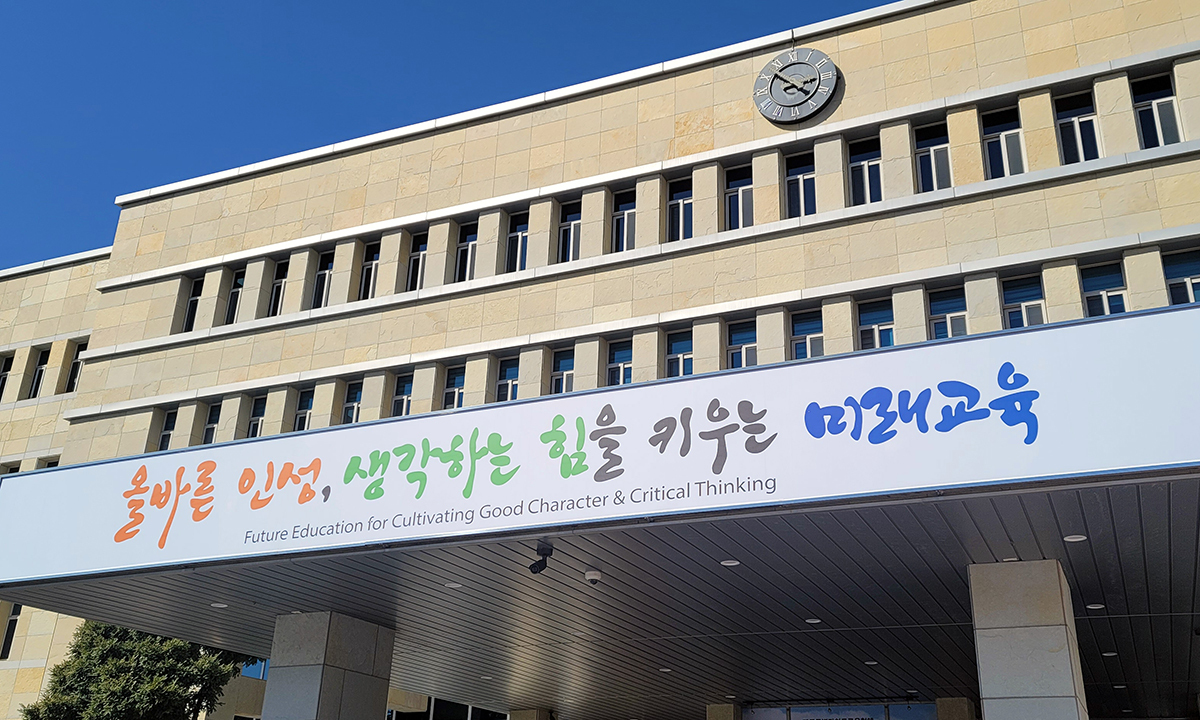 올바른 인성, 생각하는 힘을 키우는 미래교육
Future Education for Cultivating Good Character & Critical Thinking